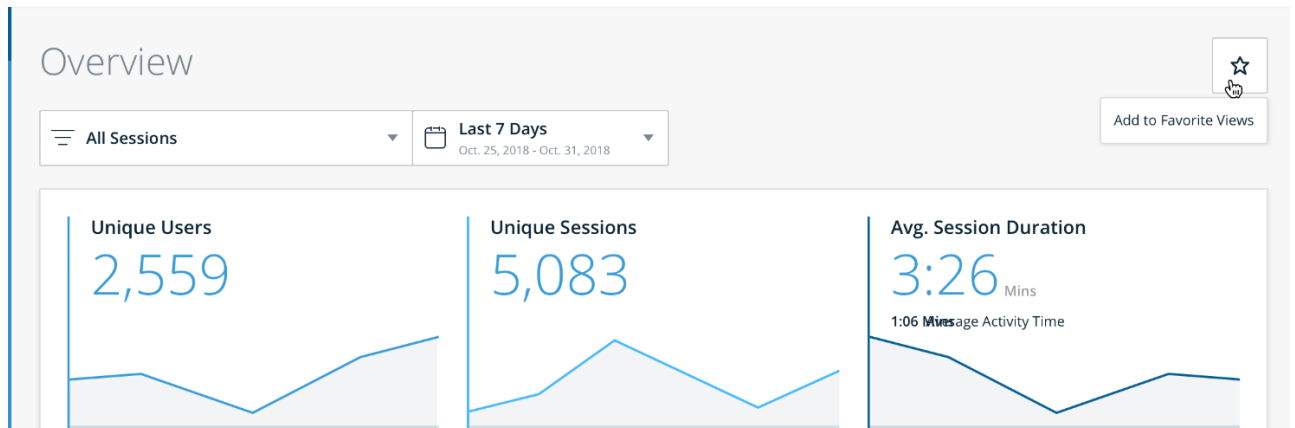 Overview
Add to Favorite Views
All Sessions
Last 7 Days
Oct. 25, 2018 - Oct. 31, 2018
Unique Users
2,559
Unique Sessions
5,083
Avg. Session Duration
3:26 Mins
1:06 Mins Average Activity Time